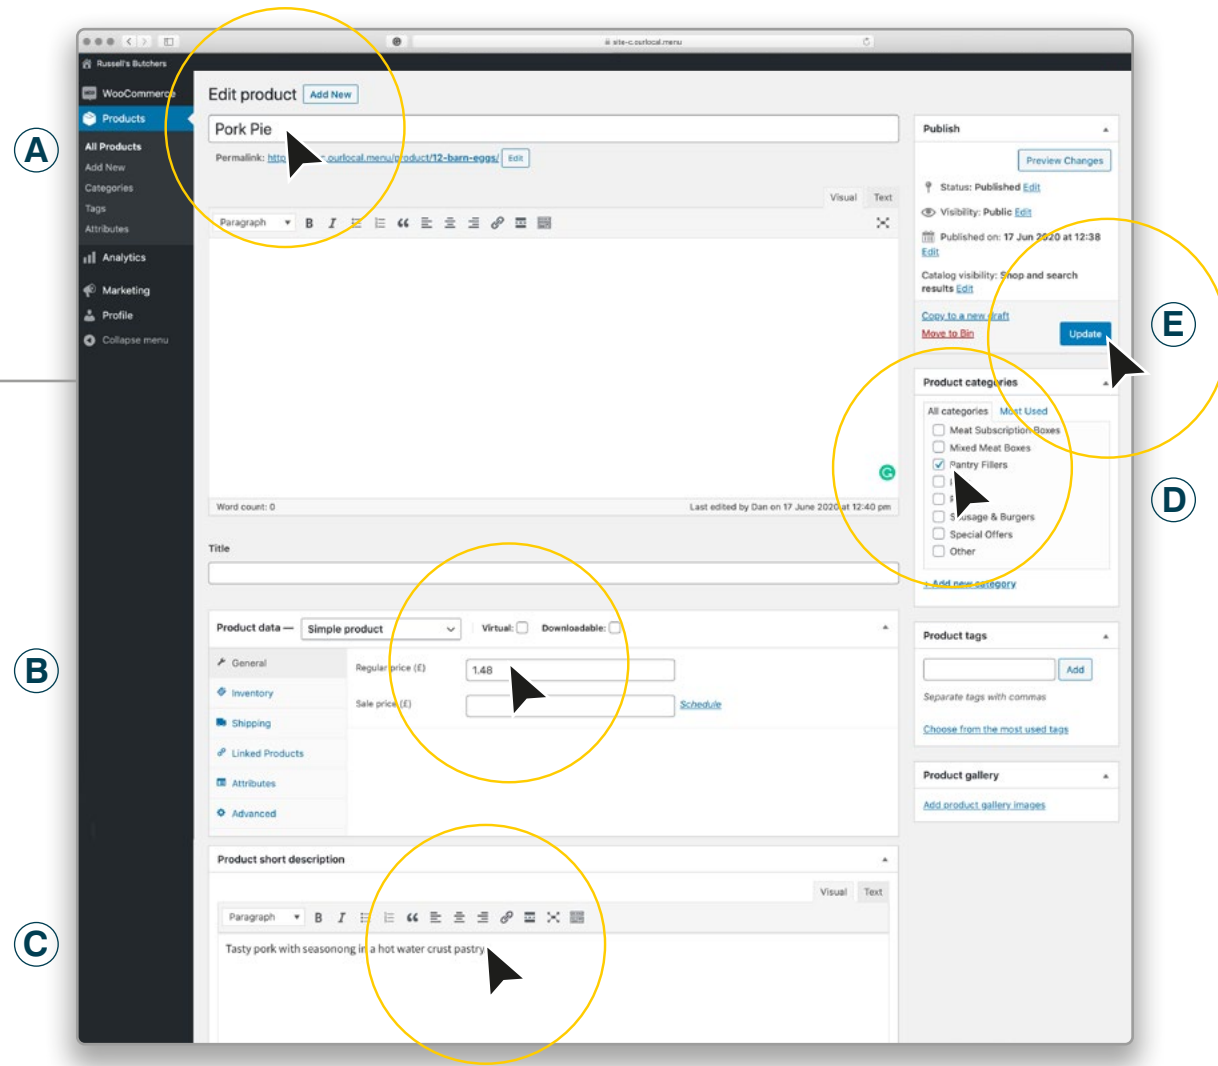 site-c.ourlocal.menu
Russell's Butchers
WooCommerce
Products
All Products
Add New
Categories
Tags
Attributes
Analytics
Marketing
Profile
Collapse menu
A
B
C
Edit product Add New
Pork Pie
Permalink: .ourlocal.menu/product/12-barn-eggs/ Edit
Visual Text
Paragraph B I
Word count: 0 Last edited by Dan on 17 June 2020 at 12:40 pm
Title
Product data — Simple product Virtual: Downloadable:
General
Inventory
Shipping
Linked Products
Attributes
Advanced
Regular price (£) 1.48
Sale price (£) Schedule
Product short description
Visual Text
Paragraph B I
Tasty pork with seasonong in a hot water crust pastry
Publish
Preview Changes
Status: Published Edit
Visibility: Public Edit
Published on: 17 Jun 2020 at 12:38
Edit
Catalog visibility: Shop and search
results Edit
Copy to a new draft
Move to Bin Update
Product categories
All categories Most Used
Meat Subscription Boxes
Mixed Meat Boxes
Pantry Fillers
Sausage & Burgers
Special Offers
Other
+ Add new category
Product tags
Add
Separate tags with commas
Choose from the most used tags
Product gallery
Add product gallery images
E
D